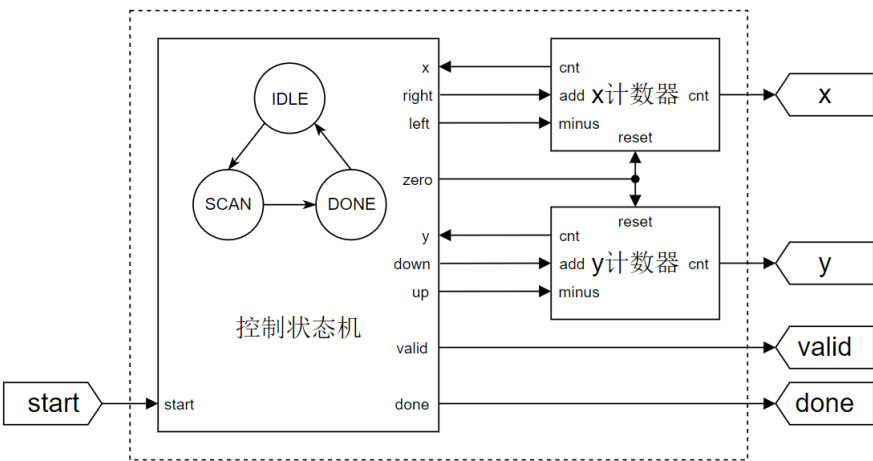 x
right
left
zero
y
down
up
valid
done
start
IDLE
SCAN
DONE
控制状态机
cnt
add x计数器 cnt
minus
reset
reset
cnt
add y计数器 cnt
minus
start
x
y
valid
done